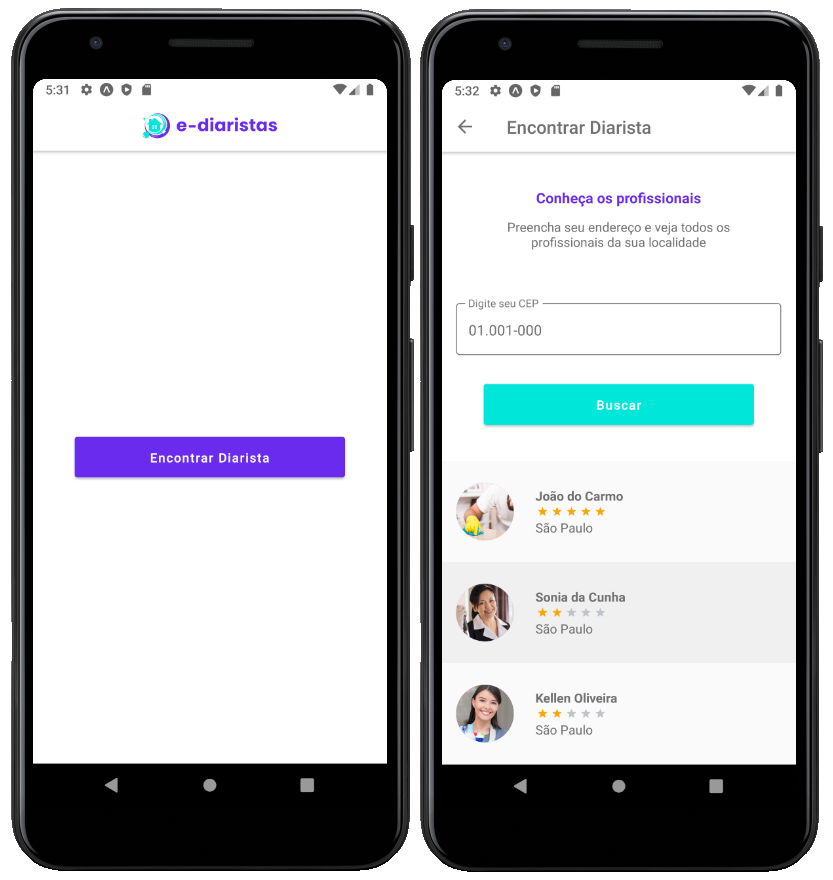 5:31
e-diaristas
Encontrar Diarista
5:32
Encontrar Diarista
Conheça os profissionais
Preencha seu endereço e veja todos os
profissionais da sua localidade
Digite seu CEP
01.001-000
Buscar
João do Carmo
São Paulo
Sonia da Cunha
São Paulo
Kellen Oliveira
São Paulo